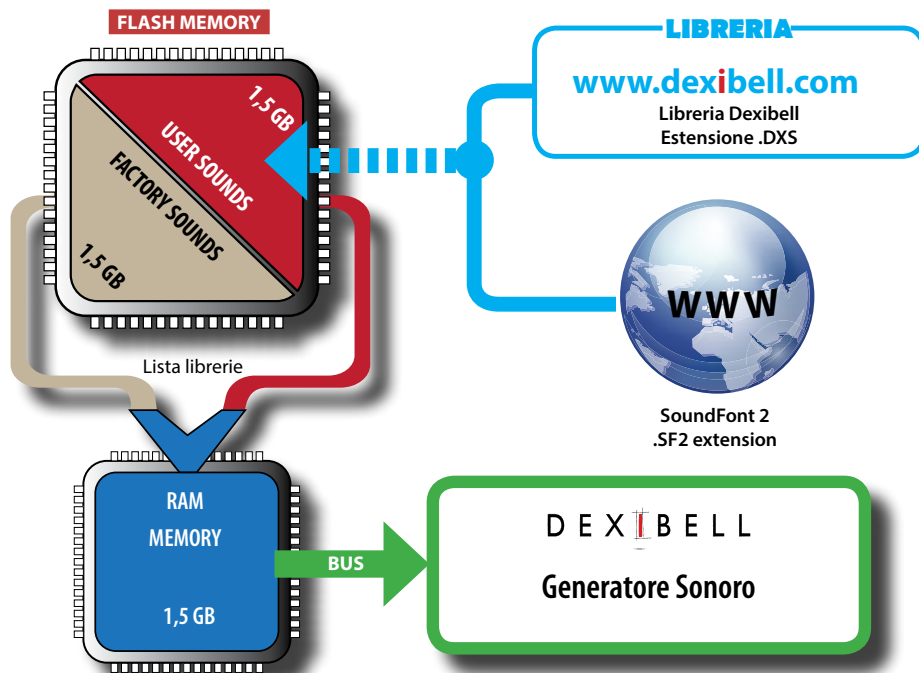 FLASH MEMORY
1,5 GB
USER SOUNDS
FACTORY SOUNDS
1,5 GB
LIBRERIA
www.dexibell.com
Libreria Dexibell
Estensione .DXS
WWW
SoundFont 2
.SF2 extension
Lista librerie
RAM
MEMORY
1,5 GB
BUS
DEXIBELL
Generatore Sonoro